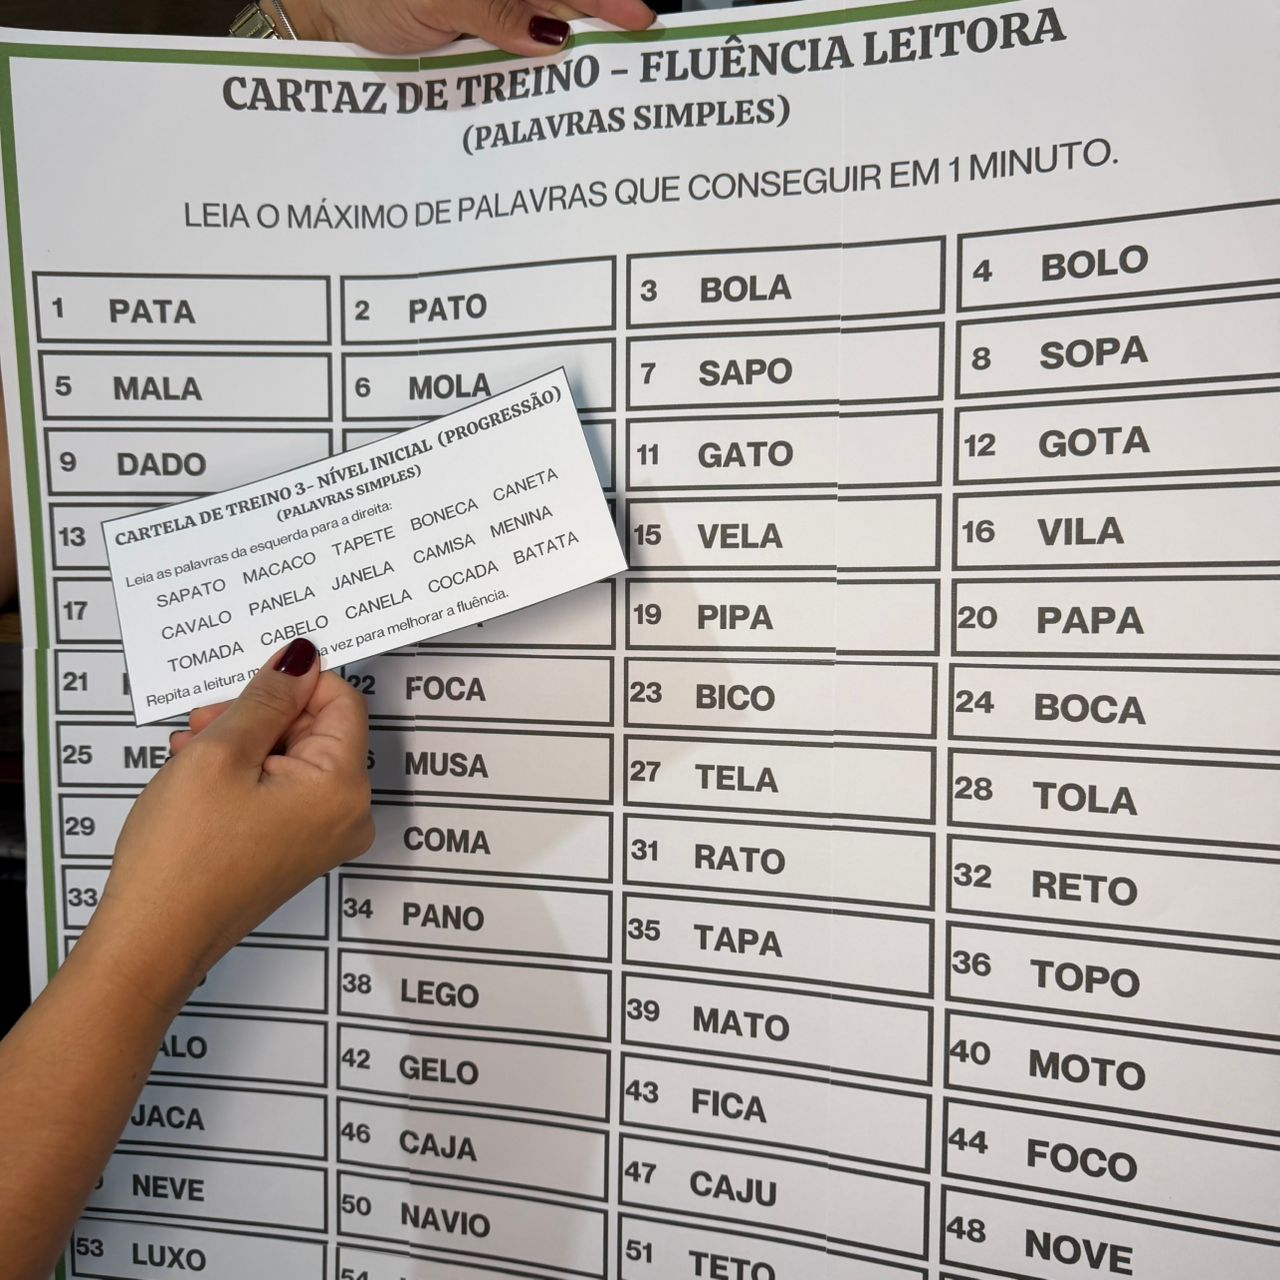 CARTAZ DE TREINO – FLUÊNCIA LEITORA
(PALAVRAS SIMPLES)
LEIA O MÁXIMO DE PALAVRAS QUE CONSEGUIR EM 1 MINUTO.
1 PATA 2 PATO 3 BOLA 4 BOLO
5 MALA 6 MOLA 7 SAPO 8 SOPA
9 DADO 11 GATO 12 GOTA
13 15 VELA 16 VILA
17 19 PIPA 20 PAPA
21 22 FOCA 23 BICO 24 BOCA
25 MUSA 27 TELA 28 TOLA
29 COMA 31 RATO 32 RETO
33 34 PANO 35 TAPA 36 TOPO
38 LEGO 39 MATO 40 MOTO
42 GELO 43 FICA 44 FOCO
JACA 46 CAJA 47 CAJU 48 NOVE
NEVE 50 NAVIO 51 TETO
53 LUXO 54
CARTELA DE TREINO 3– NÍVEL INICIAL (PROGRESSÃO)
(PALAVRAS SIMPLES)
Leia as palavras da esquerda para a direita:
SAPATO MACACO TAPETE BONECA CANETA
CAVALO PANELA JANELA CAMISA MENINA
TOMADA CABELO CANELA COCADA BATATA
Repita a leitura vez para melhorar a fluência.